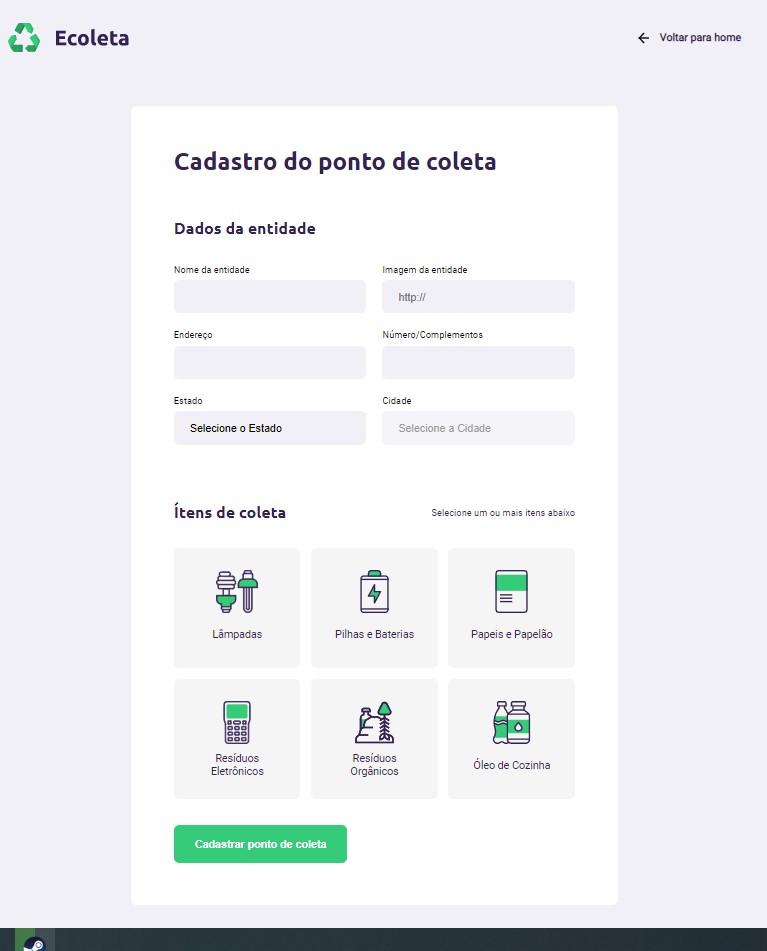 Ecoleta
Voltar para home
Cadastro do ponto de coleta
Dados da entidade
Nome da entidade
Imagem da entidade
http://
Endereço
Número/Complementos
Estado
Cidade
Selecione o Estado
Selecione a Cidade
Ítens de coleta
Selecione um ou mais itens abaixo
Lâmpadas
Pilhas e Baterias
Papeis e Papelão
Resíduos
Eletrônicos
Resíduos
Orgânicos
Óleo de Cozinha
Cadastrar ponto de coleta